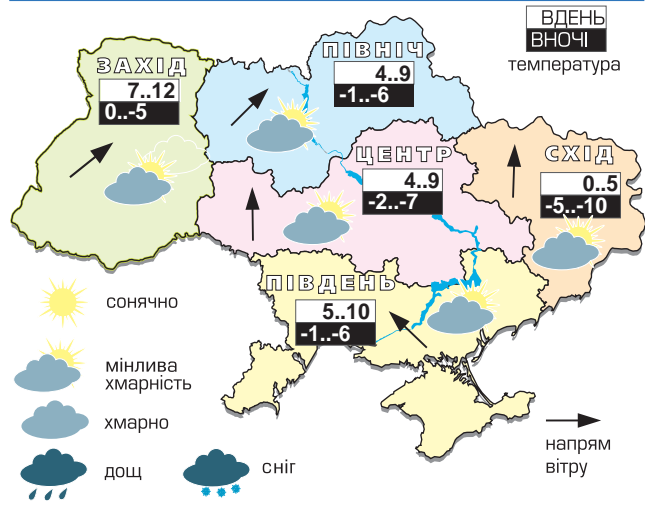 ВДЕНЬ
ВНОЧІ
температура
ПІВНІЧ
4..9
-1..-6
ЗАХІД
7..12
0..-5
ЦЕНТР
4..9
-2..-7
СХІД
0..5
-5..-10
ПІВДЕНЬ
5..10
-1..-6
сонячно
мінлива
хмарність
хмарно
дощ
сніг
напрям
вітру